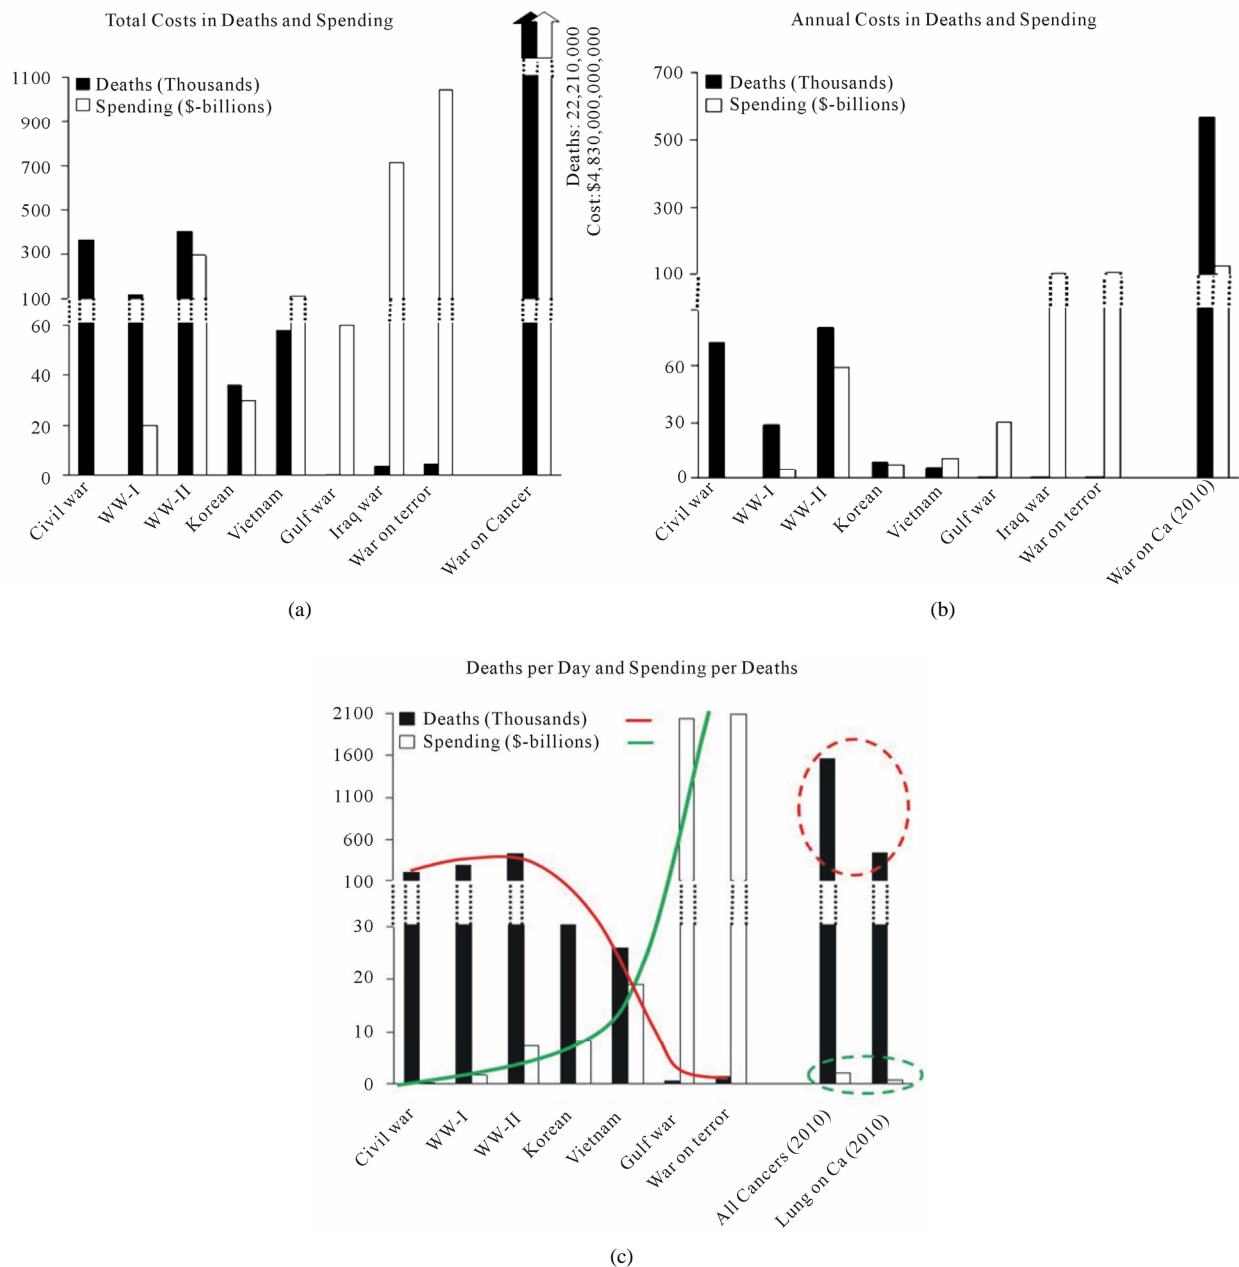 Total Costs in Deaths and Spending
Deaths (Thousands)
Spending ($-billions)
1100
900
700
500
300
100
60
40
20
0
Deaths: 22,210,000
Cost:$4,830,000,000,000
Civil war
WW-I
WW-II
Korean
Vietnam
Gulf war
Iraq war
War on terror
War on Cancer
(a)
Annual Costs in Deaths and Spending
Deaths (Thousands)
Spending ($-billions)
700
500
300
100
60
30
0
Civil war
WW-I
WW-II
Korean
Vietnam
Gulf war
Iraq war
War on terror
War on Ca (2010)
(b)
Deaths per Day and Spending per Deaths
Deaths (Thousands)
Spending ($-billions)
2100
1600
1100
600
100
30
20
10
0
Civil war
WW-I
WW-II
Korean
Vietnam
Gulf war
War on terror
All Cancers (2010)
Lung on Ca (2010)
(c)